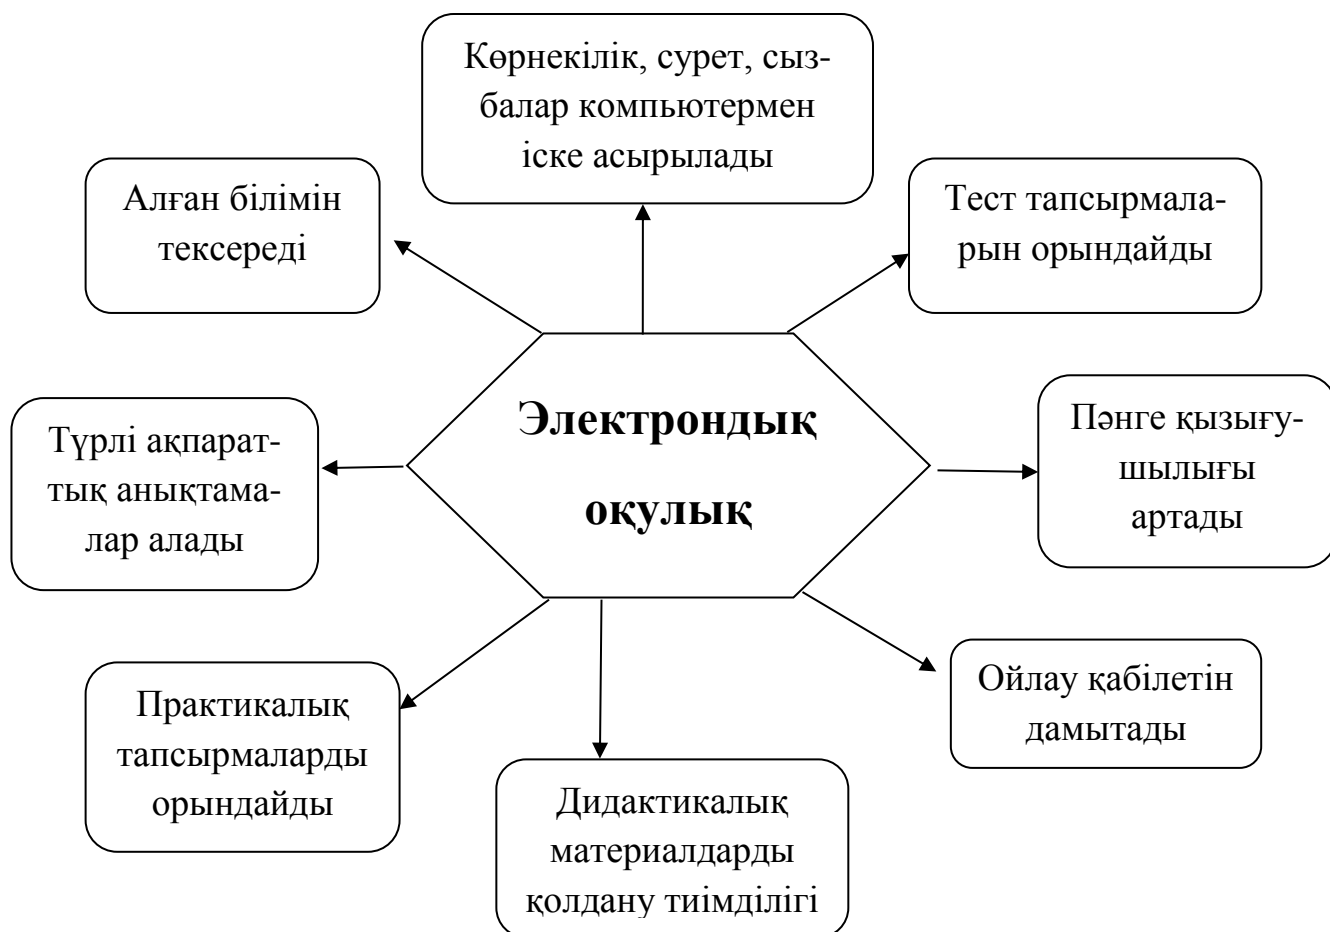 Көрнекілік, сурет, сыз-
балар компьютермен
іске асырылады
Алған білімін
тексереді
Тест тапсырмала-
рын орындайды
Электрондық
оқулық
Түрлі ақпарат-
тық анықтама-
лар алады
Пәнге қызығу-
шылығы
артады
Практикалық
тапсырмаларды
орындайды
Дидактикалық
материалдарды
қолдану тиімділігі
Ойлау қабілетін
дамытады